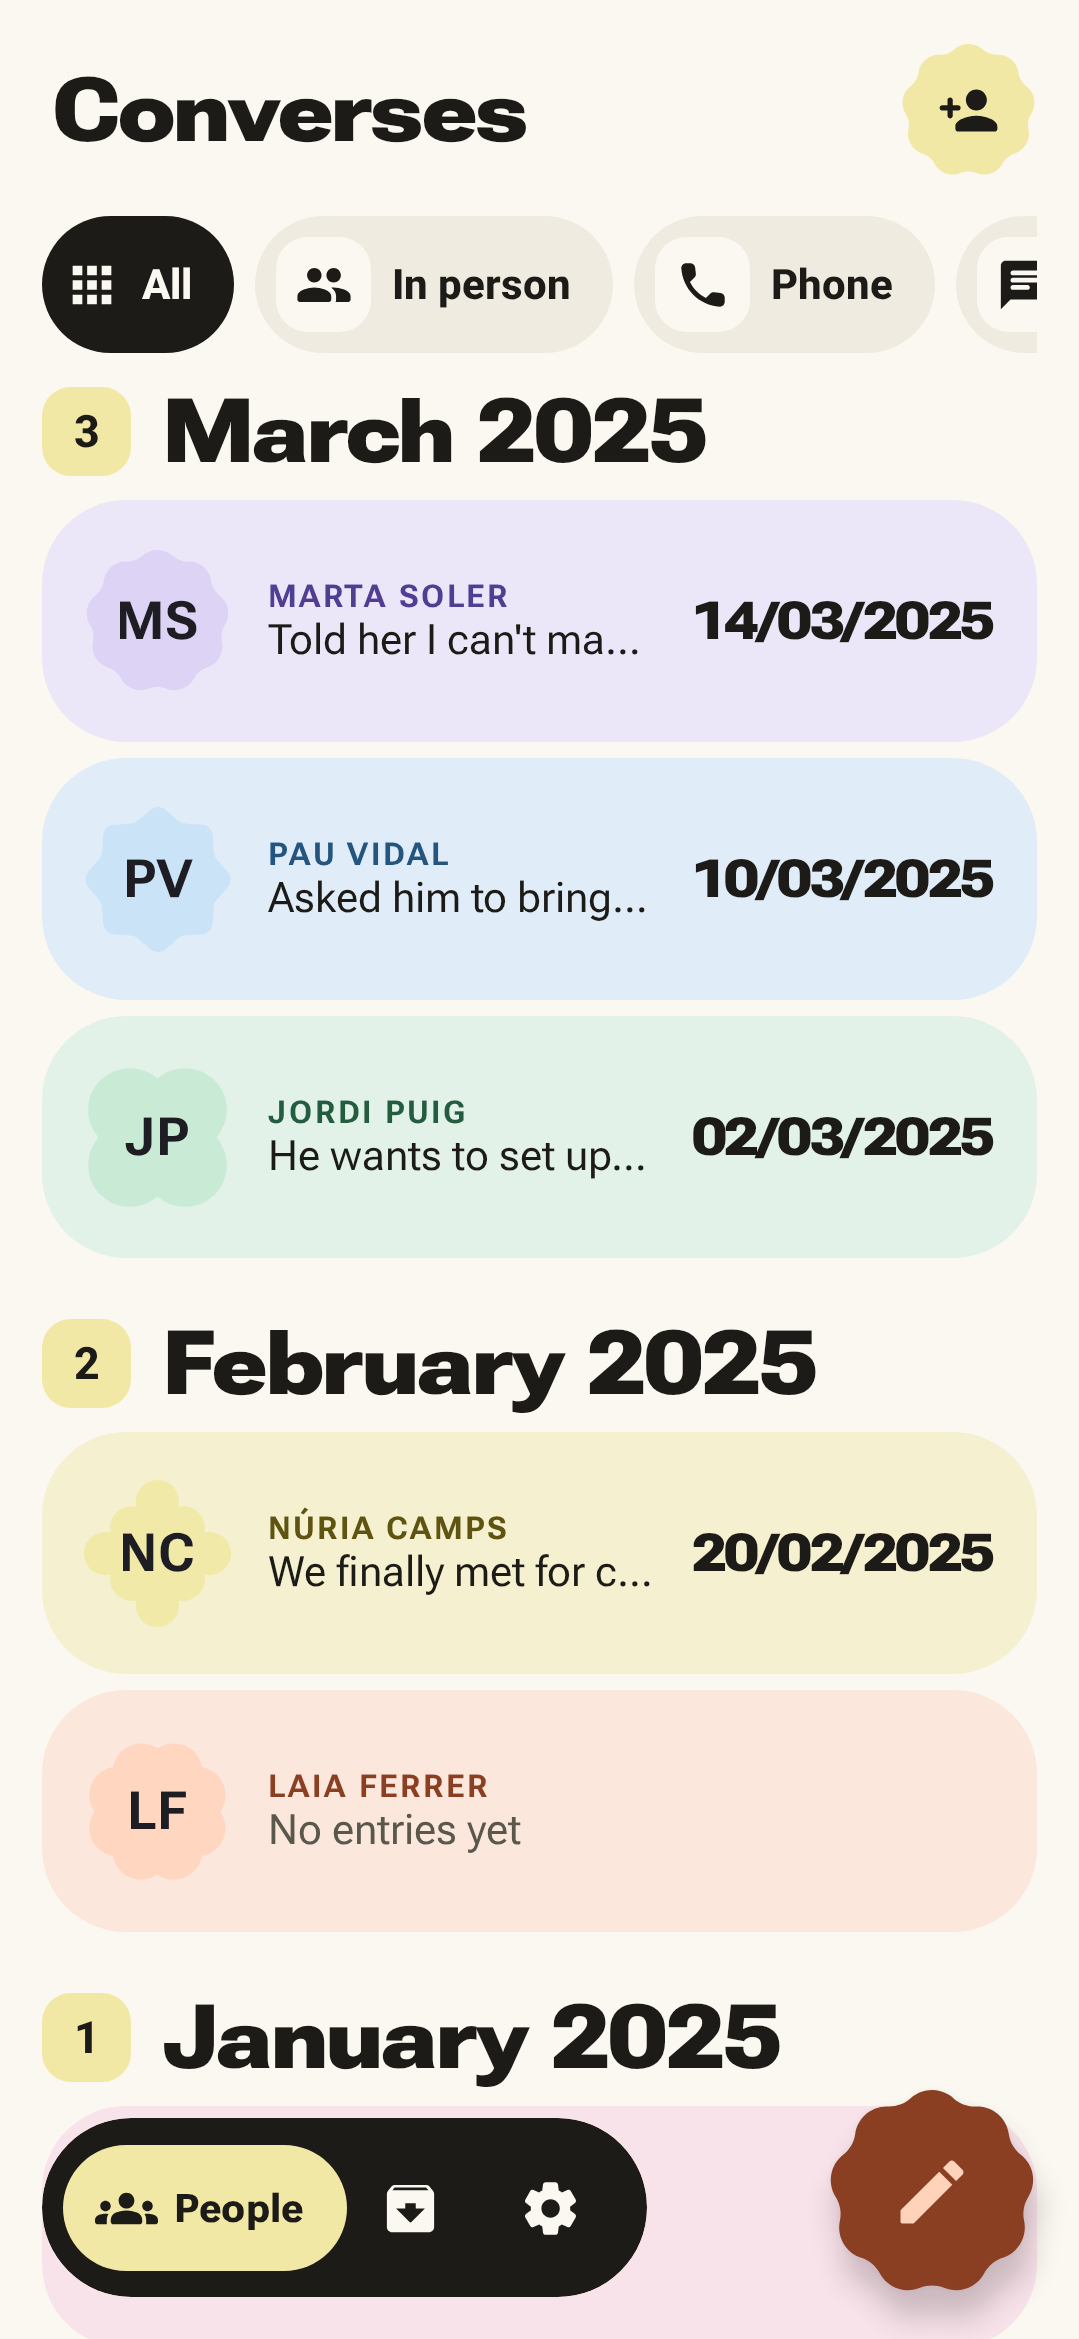 Converses
All
In person
Phone
3
March 2025
MS
MARTA SOLER
Told her I can't ma...
14/03/2025
PV
PAU VIDAL
Asked him to bring...
10/03/2025
JP
JORDI PUIG
He wants to set up...
02/03/2025
2
February 2025
NC
NÚRIA CAMPS
We finally met for c...
20/02/2025
LF
LAIA FERRER
No entries yet
1
January 2025
People